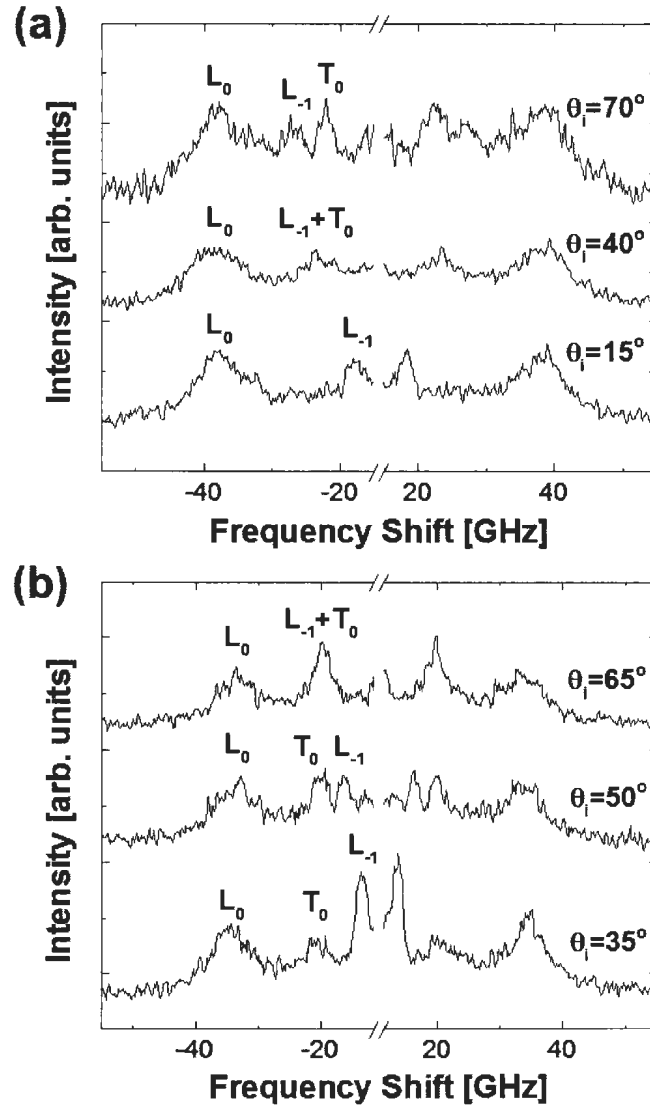 (a)
L₀ L₋₁ T₀ θᵢ=70°
L₀ L₋₁+T₀ θᵢ=40°
L₀ L₋₁ θᵢ=15°
Intensity [arb. units]
-40 -20 20 40
Frequency Shift [GHz]
(b)
L₀ L₋₁+T₀ θᵢ=65°
L₀ T₀ L₋₁ θᵢ=50°
L₀ T₀ L₋₁ θᵢ=35°
Intensity [arb. units]
-40 -20 20 40
Frequency Shift [GHz]